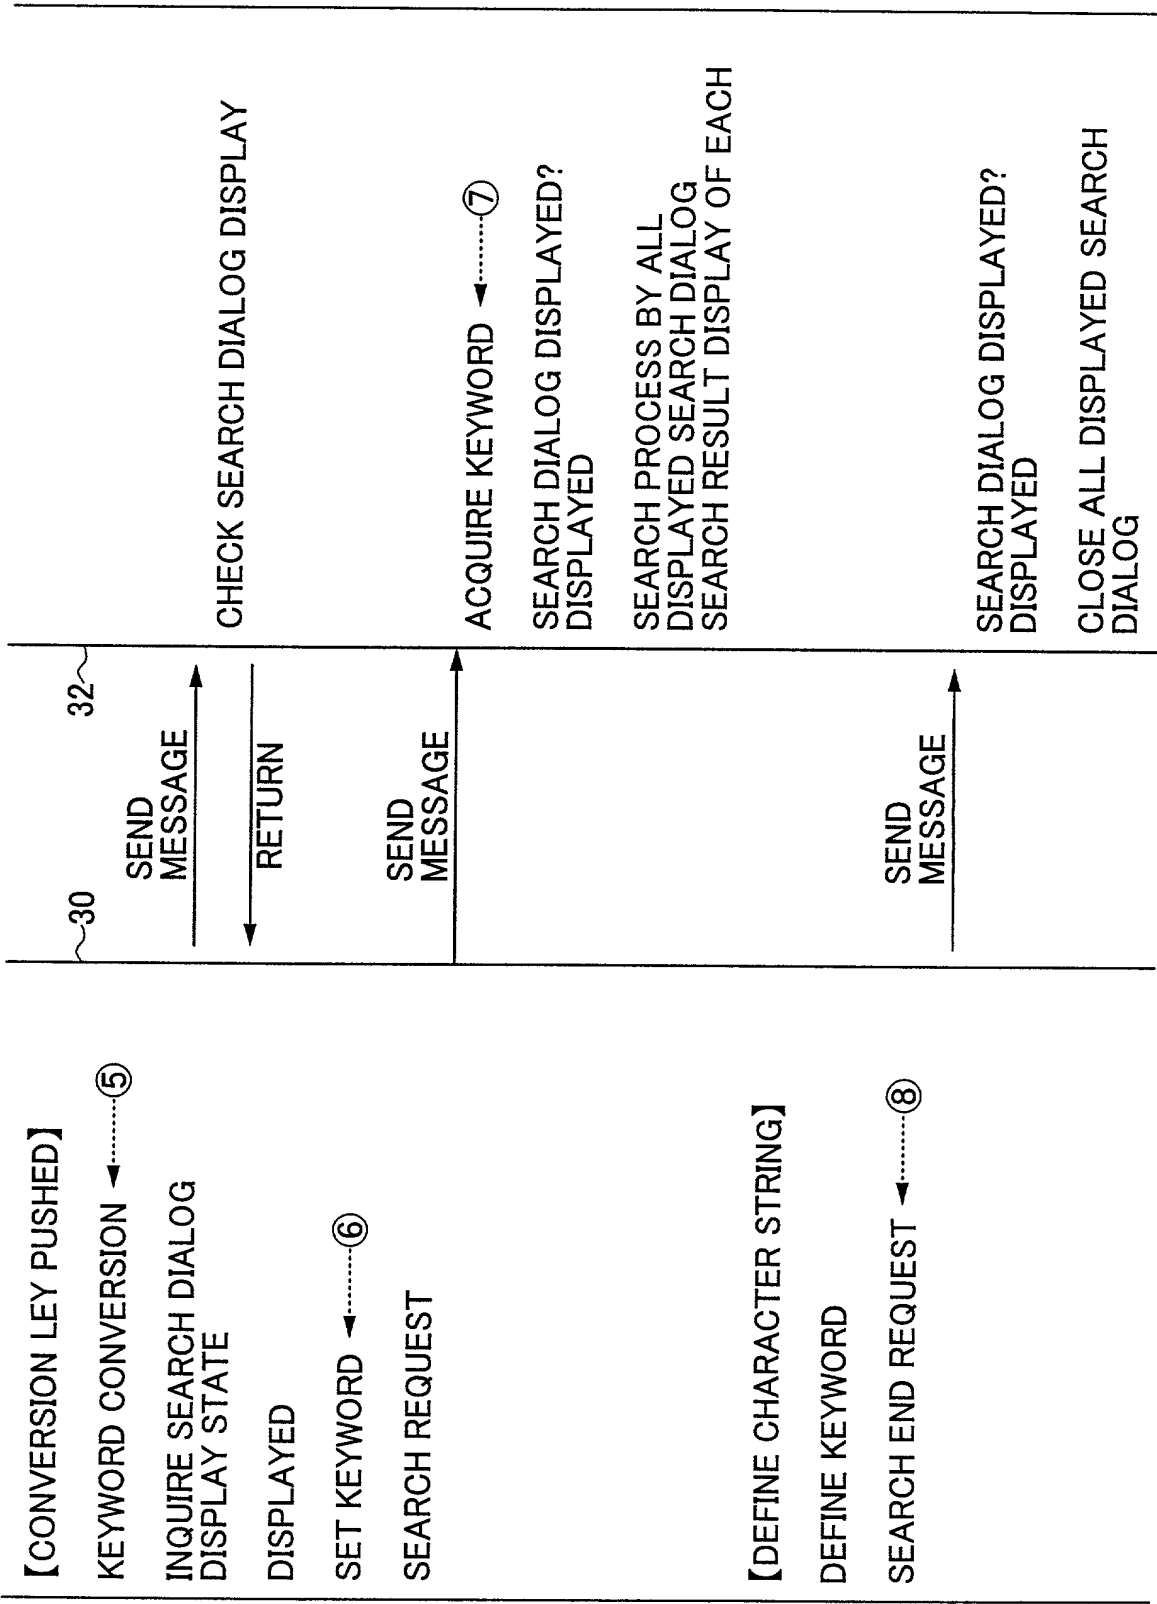 【CONVERSION LEY PUSHED】
KEYWORD CONVERSION ⑤
INQUIRE SEARCH DIALOG
DISPLAY STATE
DISPLAYED
SET KEYWORD ⑥
SEARCH REQUEST
【DEFINE CHARACTER STRING】
DEFINE KEYWORD
SEARCH END REQUEST ⑧
30
32
SEND
MESSAGE
RETURN
SEND
MESSAGE
SEND
MESSAGE
CHECK SEARCH DIALOG DISPLAY
ACQUIRE KEYWORD ⑦
SEARCH DIALOG DISPLAYED?
DISPLAYED
SEARCH PROCESS BY ALL
DISPLAYED SEARCH DIALOG
SEARCH RESULT DISPLAY OF EACH
SEARCH DIALOG DISPLAYED?
DISPLAYED
CLOSE ALL DISPLAYED SEARCH
DIALOG